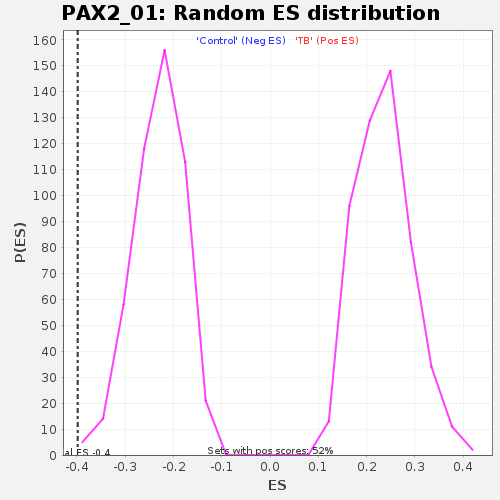 PAX2_01: Random ES distribution
'Control' (Neg ES) 'TB' (Pos ES)
160
150
140
130
120
110
100
90
80
70
60
50
40
30
20
10
0
P(ES)
al ES -0.4
Sets with pos scores: 52%
-0.4 -0.3 -0.2 -0.1 0.0 0.1 0.2 0.3 0.4
ES